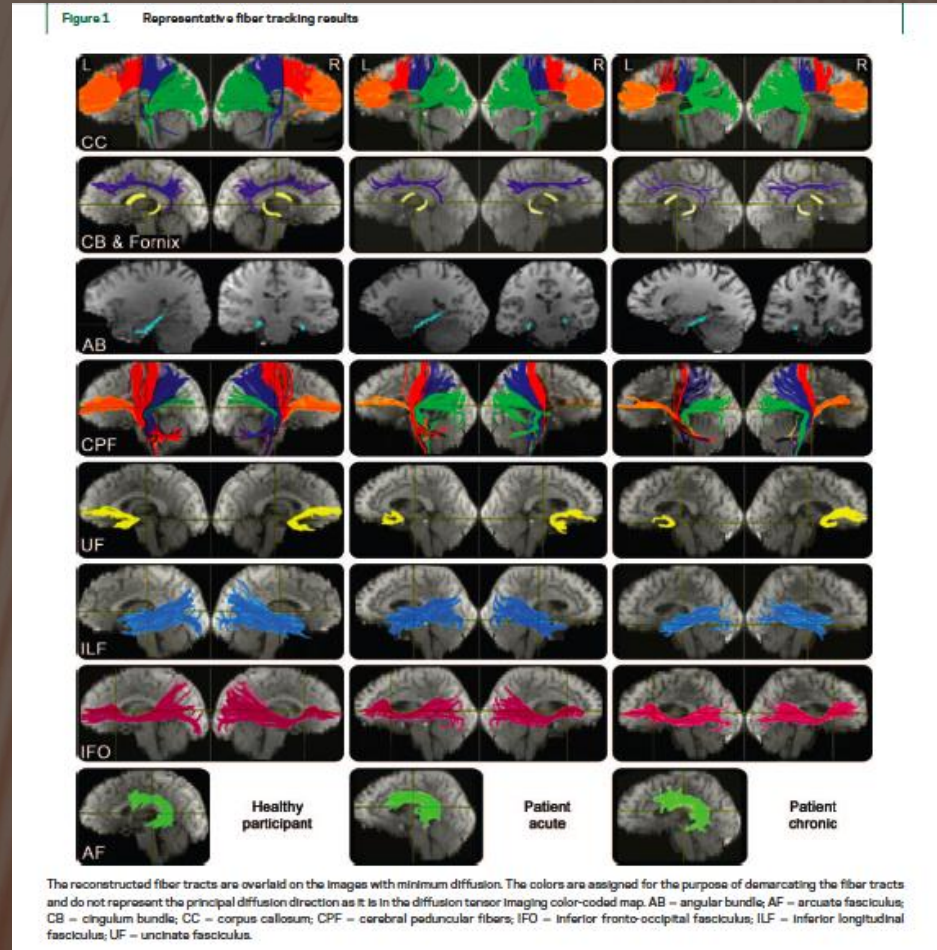 Figure 1 Representative fiber tracking results
L R L R L R
CC
CB & Fornix
AB
CPF
UF
ILF
IFO
AF
Healthy
participant
Patient
acute
Patient
chronic
The reconstructed fiber tracts are overlaid on the images with minimum diffusion. The colors are assigned for the purpose of demarcating the fiber tracts
and do not represent the principal diffusion direction as it is in the diffusion tensor imaging color-coded map. AB = angular bundle; AF = arcuate fasciculus;
CB = cingulum bundle; CC = corpus callosum; CPF = cerebral peduncular fibers; IFO = inferior fronto-occipital fasciculus; ILF = inferior longitudinal
fasciculus; UF = uncinate fasciculus.